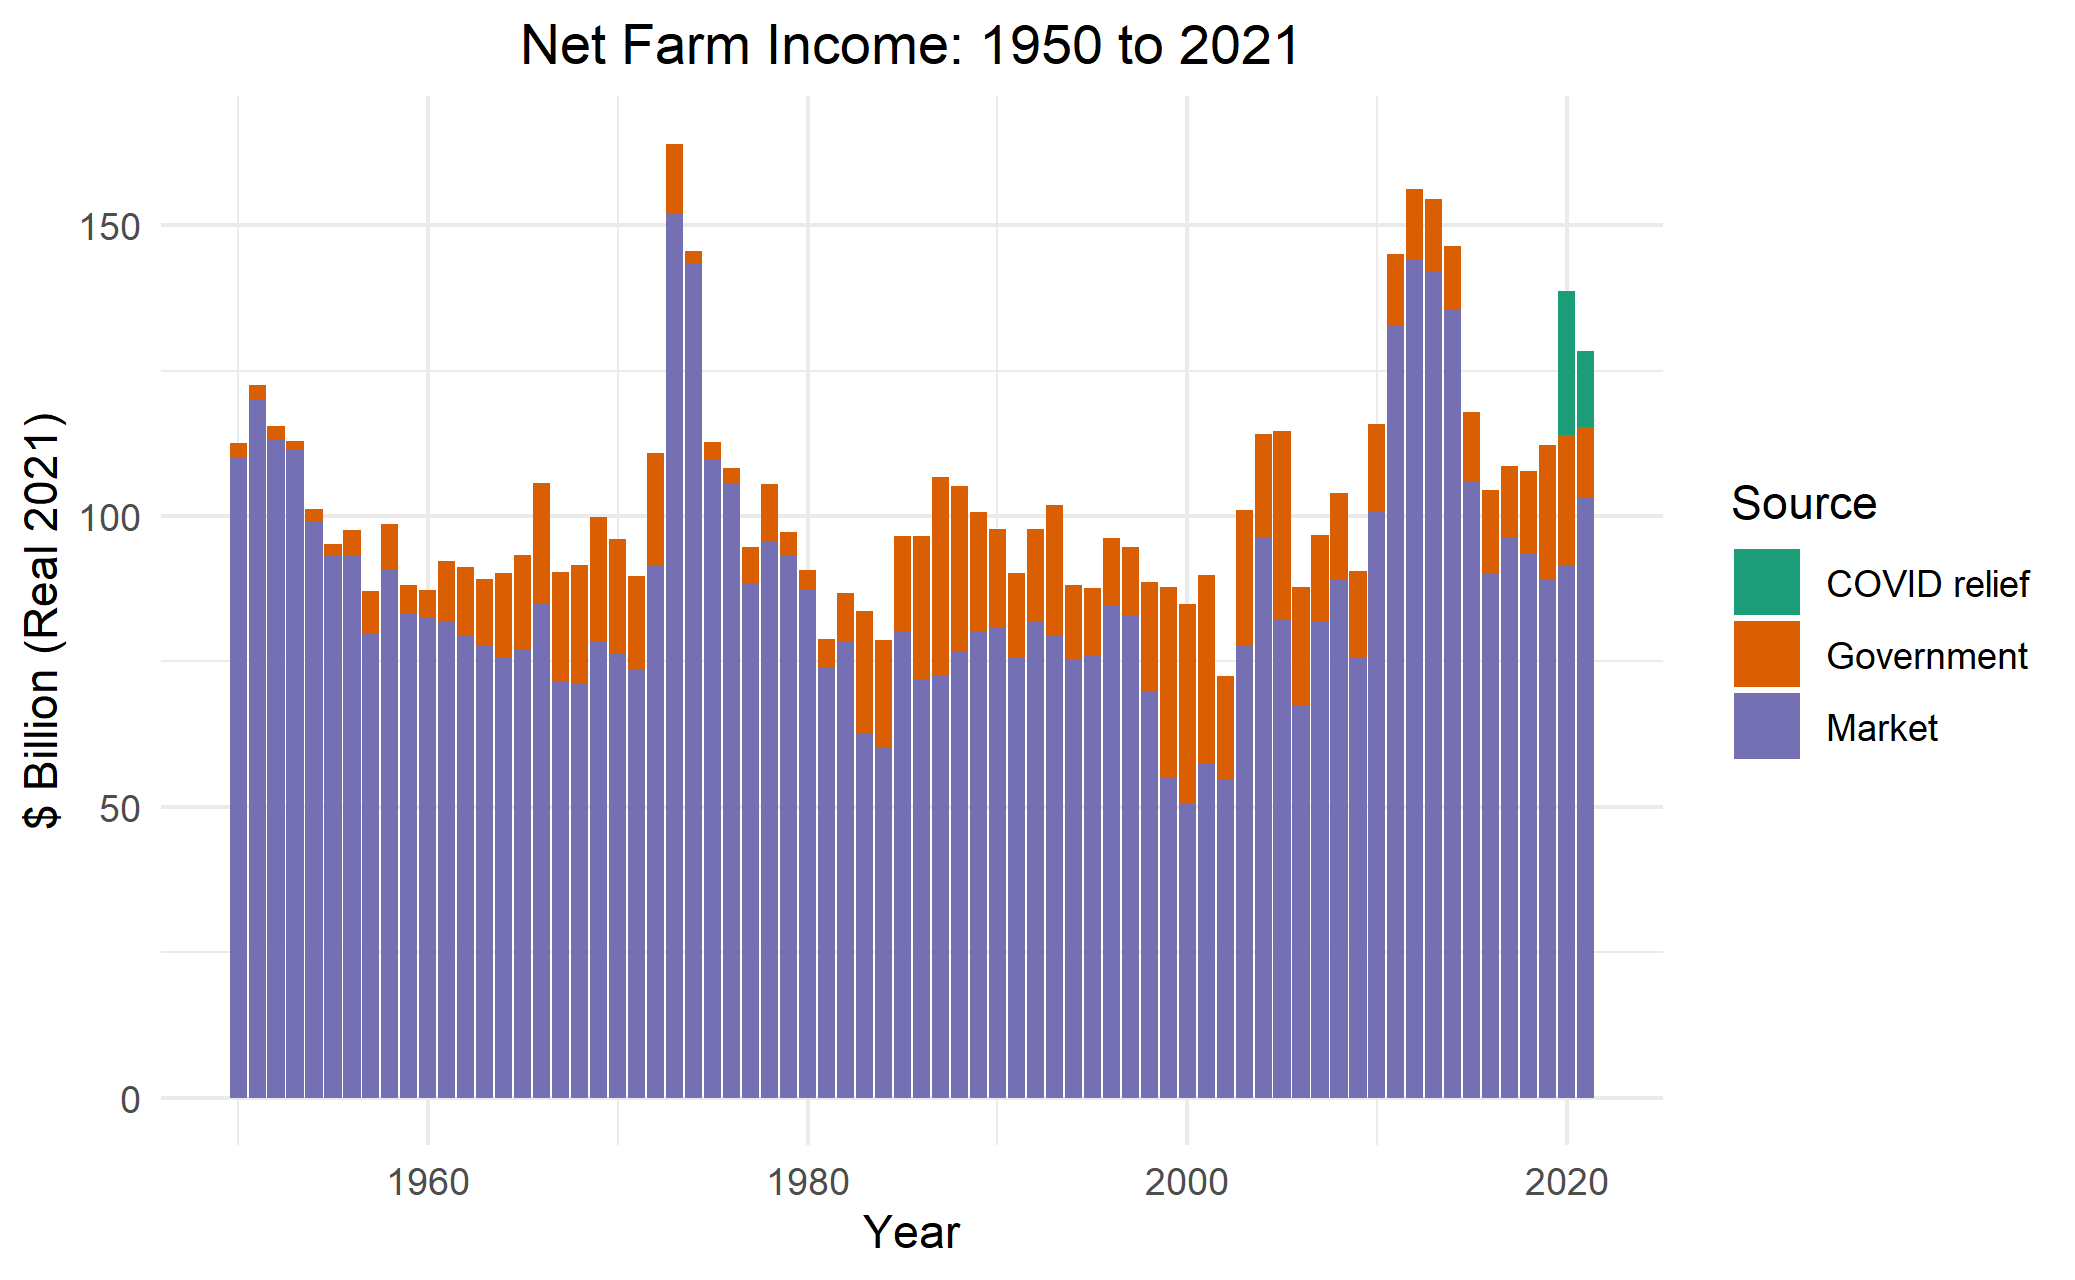 Net Farm Income: 1950 to 2021
$ Billion (Real 2021)
150
100
50
0
1960
1980
2000
2020
Year
Source
COVID relief
Government
Market